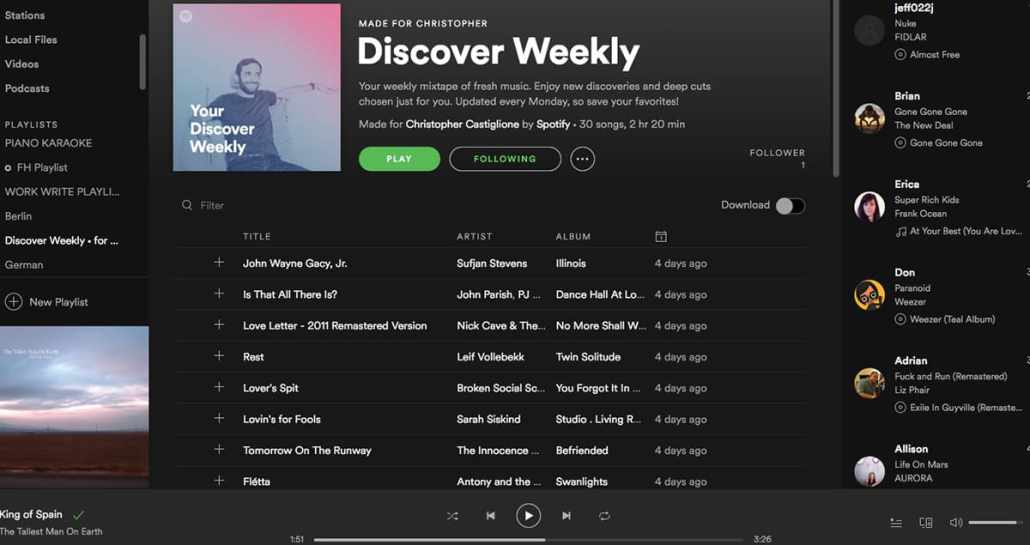 Stations
Local Files
Videos
Podcasts
PLAYLISTS
PIANO KARAOKE
FH Playlist
WORK WRITE PLAYLI...
Berlin
Discover Weekly • for ...
German
New Playlist
The Tallest Man On Earth
King of Spain
The Tallest Man On Earth
Your
Discover
Weekly
MADE FOR CHRISTOPHER
Discover Weekly
Your weekly mixtape of fresh music. Enjoy new discoveries and deep cuts
chosen just for you. Updated every Monday, so save your favorites!
Made for Christopher Castiglione by Spotify • 30 songs, 2 hr 20 min
PLAY
FOLLOWING
FOLLOWER
1
Filter
Download
TITLE ARTIST ALBUM
John Wayne Gacy, Jr. Sufjan Stevens Illinois 4 days ago
Is That All There Is? John Parish, PJ ... Dance Hall At Lo... 4 days ago
Love Letter - 2011 Remastered Version Nick Cave & The... No More Shall W... 4 days ago
Rest Leif Vollebekk Twin Solitude 4 days ago
Lover's Spit Broken Social Sc... You Forgot It In ... 4 days ago
Lovin's for Fools Sarah Siskind Studio . Living R... 4 days ago
Tomorrow On The Runway The Innocence ... Befriended 4 days ago
Flétta Antony and the ... Swanlights 4 days ago
1:51
3:26
jeff022j
Nuke
FIDLAR
Almost Free
Brian
Gone Gone Gone
The New Deal
Gone Gone Gone
Erica
Super Rich Kids
Frank Ocean
At Your Best (You Are Lov...
Don
Paranoid
Weezer
Weezer (Teal Album)
Adrian
Fuck and Run (Remastered)
Liz Phair
Exile In Guyville (Remaste...
Allison
Life On Mars
AURORA